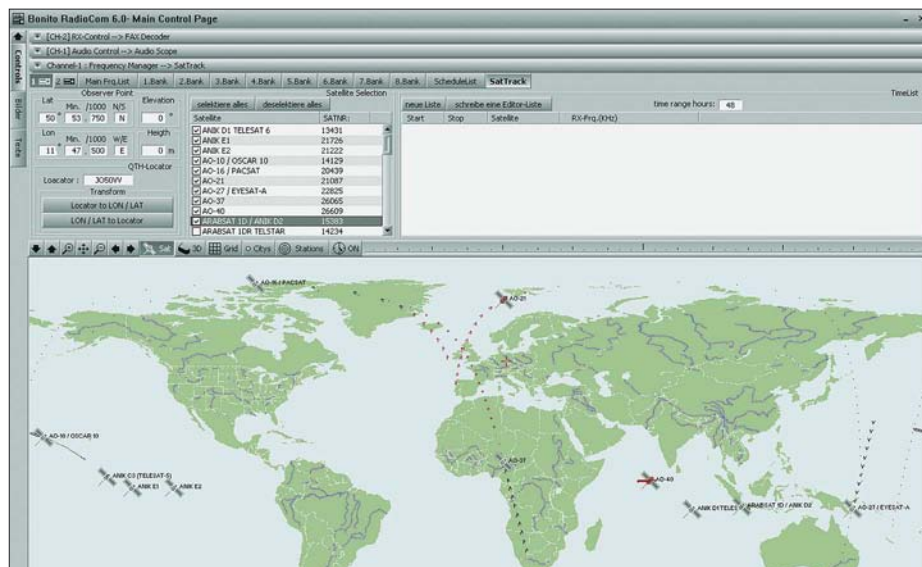 Bonito RadioCom 6.0- Main Control Page
[CH-2] RX-Control --> FAX Decoder
[CH-1] Audio Control --> Audio Scope
Channel-1 : Frequency Manager --> SatTrack
1 2 Main Frq.List 1.Bank 2.Bank 3.Bank 4.Bank 5.Bank 6.Bank 7.Bank 8.Bank ScheduleList SatTrack
Controls
Bilder
Texte
Observer Point
Lat Min. /1000 N/S Elevation
50 ° 53 . 750 N 0 °
Lon Min. /1000 W/E Heigth
11 ° 47 . 500 E 0 m
QTH-Locator
Loacator : JO50VV
Transform
Locator to LON / LAT
LON / LAT to Locator
Satellite Selection
selektiere alles deselektiere alles
Satellite SATNR:
ANIK D1 TELESAT 6 13431
ANIK E1 21726
ANIK E2 21222
AO-10 / OSCAR 10 14129
AO-16 / PACSAT 20439
AO-21 21087
AO-27 / EYESAT-A 22825
AO-37 26065
AO-40 26609
ARABSAT 1D / ANIK D2 15383
ARABSAT 1DR TELSTAR 14234
TimeList
neue Liste schreibe eine Editor-Liste time range hours: 48
Start Stop Satellite RX-Frq.(KHz)
Sat 3D Grid Citys Stations ON
AO-16 / PACSAT
AO-21
AO-10 / OSCAR 10
AO-37
ANIK C3 (TELESAT-5)
ANIK E1
ANIK E2
AO-40
ANIK D1 TELES
ARABSAT 1D / ANIK D2
AO-27 / EYESAT-A